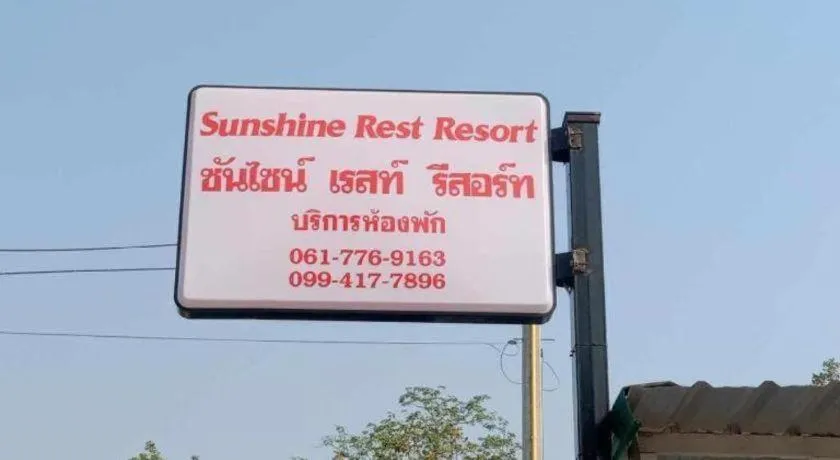 Sunshine Rest Resort
ซันไซน์ เรสท์ รีสอร์ท
บริการห้องพัก
061-776-9163
099-417-7896